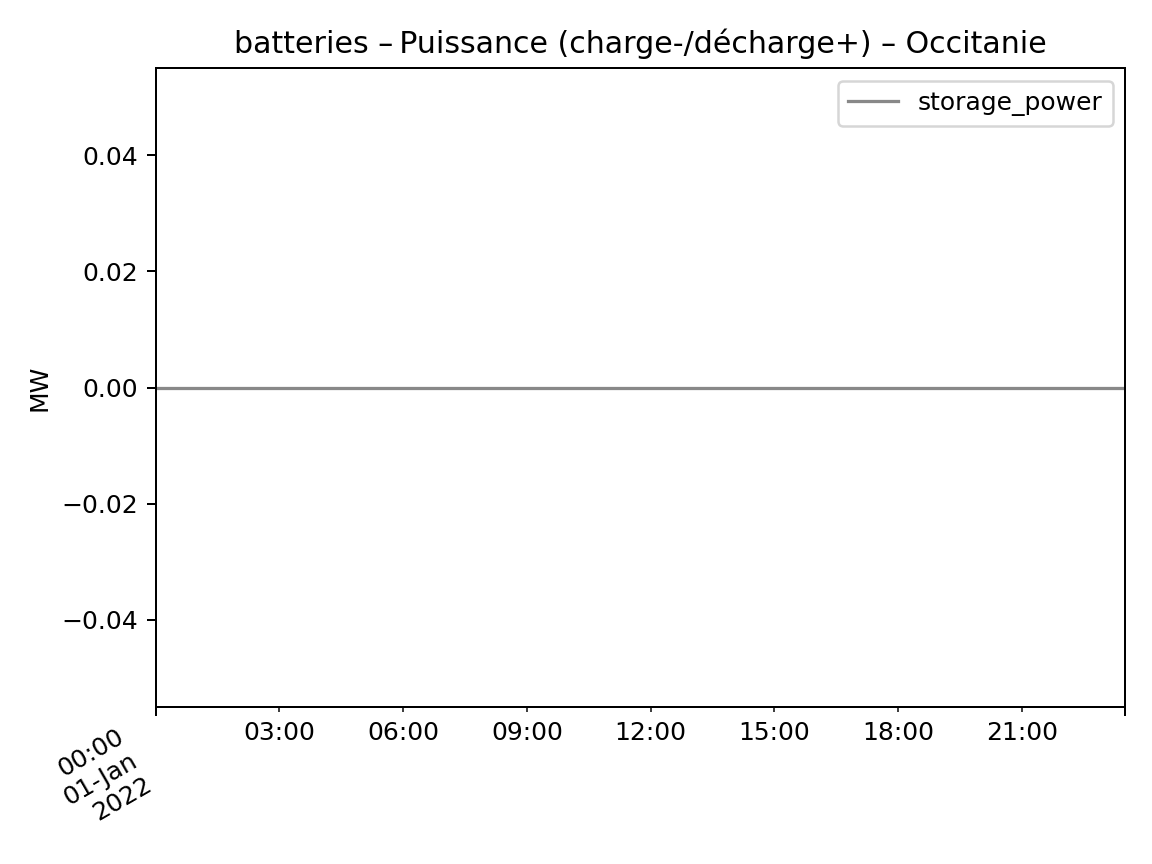 batteries – Puissance (charge-/décharge+) – Occitanie
storage_power
0.04
0.02
0.00
−0.02
−0.04
MW
00:00
01-Jan
2022
03:00 06:00 09:00 12:00 15:00 18:00 21:00